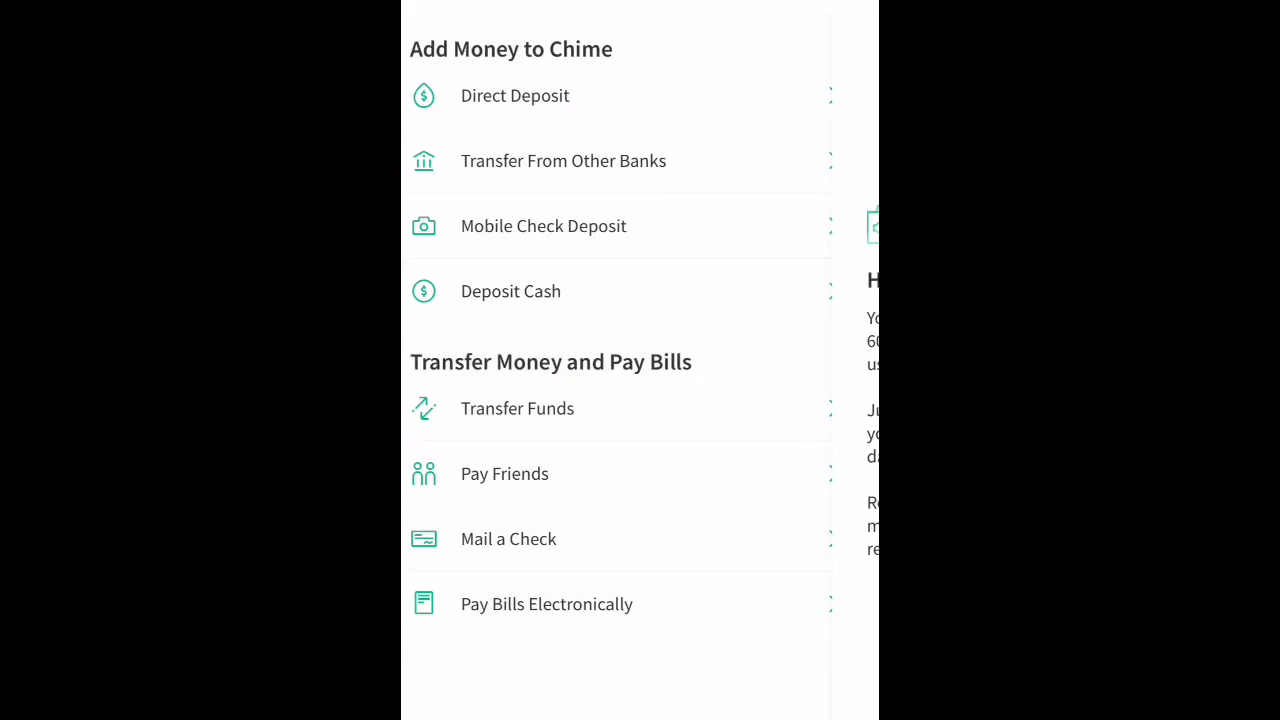 Add Money to Chime
Direct Deposit
Transfer From Other Banks
Mobile Check Deposit
Deposit Cash
Transfer Money and Pay Bills
Transfer Funds
Pay Friends
Mail a Check
Pay Bills Electronically